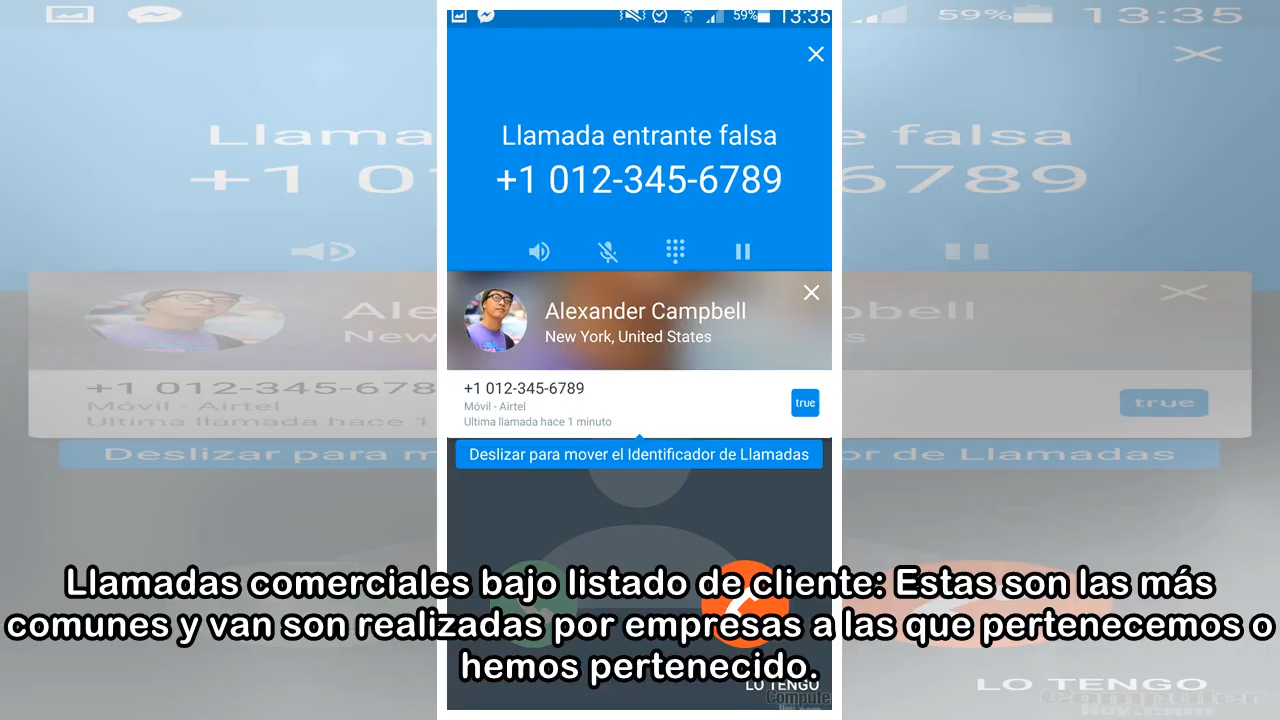 59% 13:35
Llamada entrante falsa
+1 012-345-6789
Alexander Campbell
New York, United States
+1 012-345-6789
Móvil - Airtel
Ultima llamada hace 1 minuto
true
Deslizar para mover el Identificador de Llamadas
Llamadas comerciales bajo listado de cliente: Estas son las más
comunes y van son realizadas por empresas a las que pertenecemos o
hemos pertenecido.
LO TENGO
Computer
Hoy.com